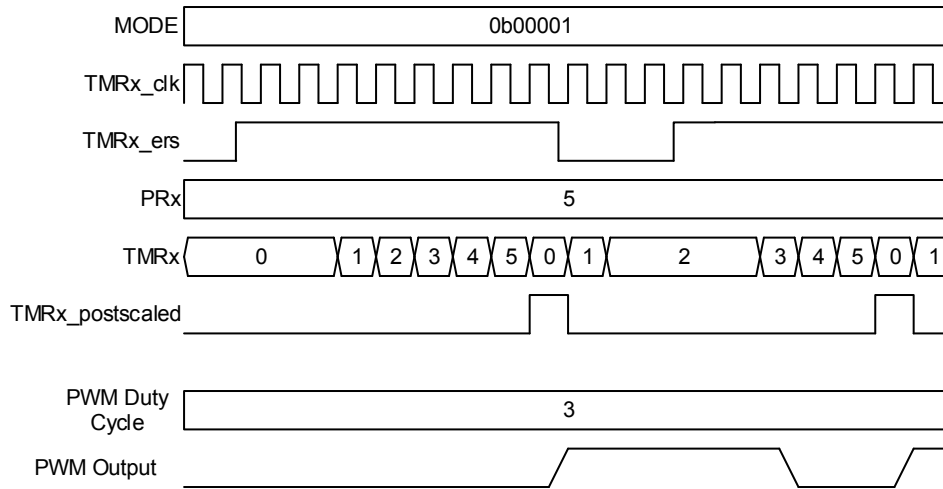 MODE 0b00001
TMRx_clk
TMRx_ers
PRx 5
TMRx 0 1 2 3 4 5 0 1 2 3 4 5 0 1
TMRx_postscaled
PWM Duty
Cycle
3
PWM Output